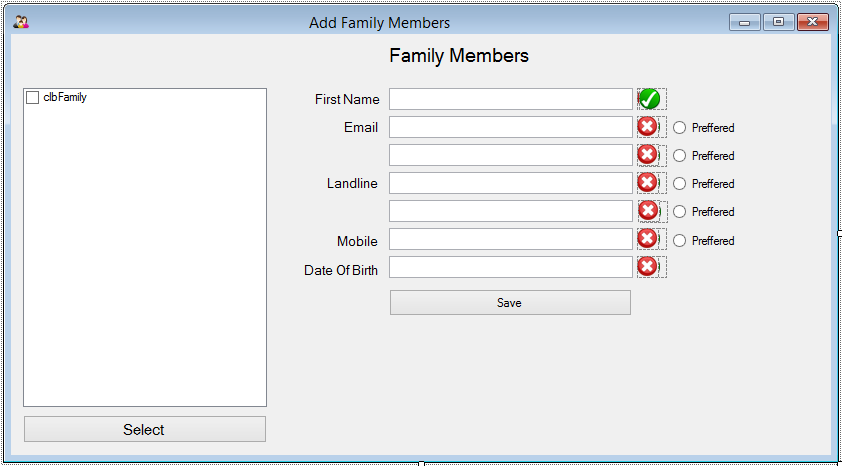 Add Family Members
Family Members
clbFamily
First Name
Email
Preffered
Preffered
Landline
Preffered
Preffered
Mobile
Preffered
Date Of Birth
Save
Select